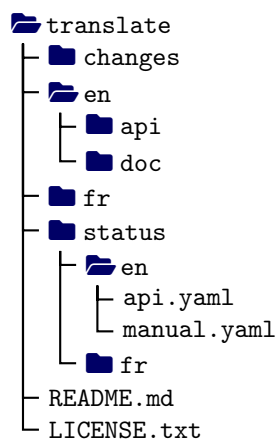 translate
changes
en
api
doc
fr
status
en
api.yaml
manual.yaml
fr
README.md
LICENSE.txt